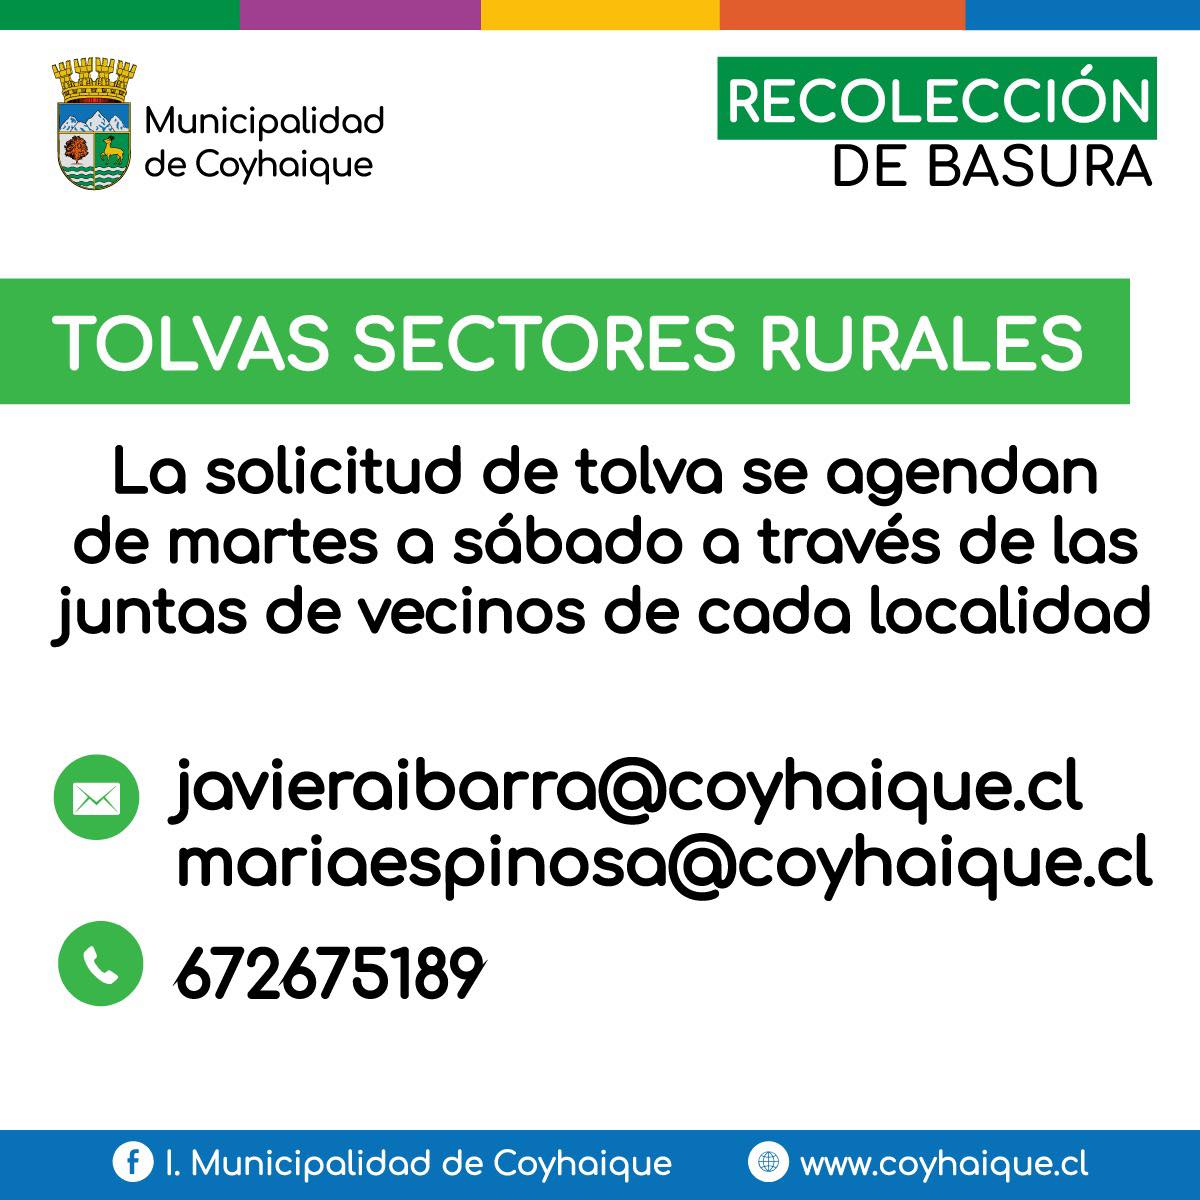 Municipalidad
de Coyhaique
RECOLECCIÓN
DE BASURA
TOLVAS SECTORES RURALES
La solicitud de tolva se agendan
de martes a sábado a través de las
juntas de vecinos de cada localidad
javieraibarra@coyhaique.cl
mariaespinosa@coyhaique.cl
672675189
I. Municipalidad de Coyhaique
www.coyhaique.cl